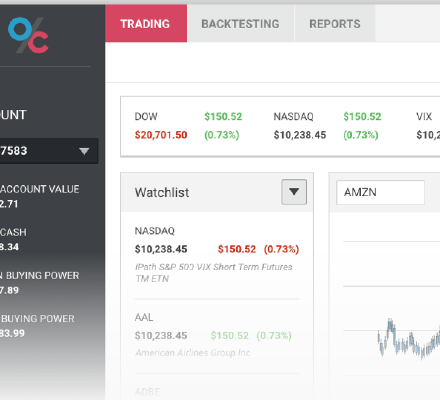 TRADING BACKTESTING REPORTS
OUNT
7583
ACCOUNT VALUE
2.71
CASH
8.34
N BUYING POWER
7.89
BUYING POWER
83.99
DOW $150.52 NASDAQ $150.52 VIX
$20,701.50 (0.73%) $10,238.45 (0.73%) $10,2
Watchlist
AMZN
NASDAQ
$10,238.45 $150.52 (0.73%)
iPath S&P 500 VIX Short Term Futures
TM ETN
AAL
$10,238.45 $150.52 (0.73%)
American Airlines Group Inc
ADBE